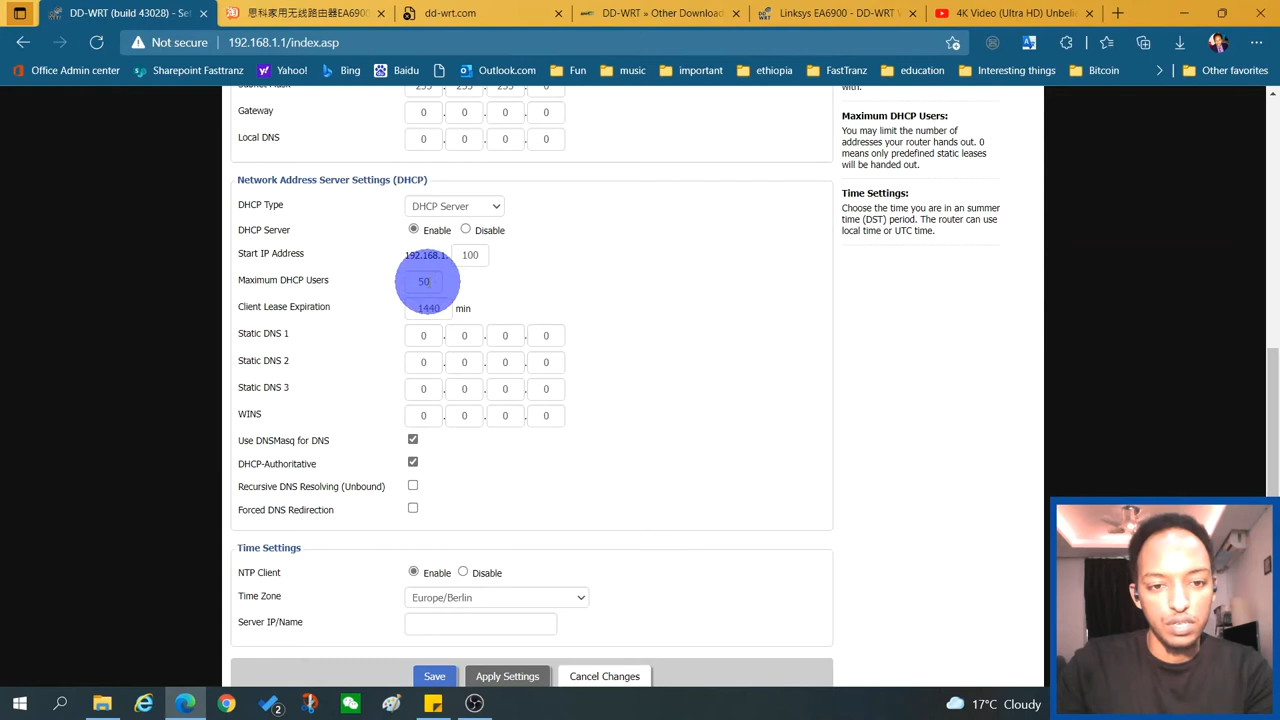 DD-WRT (build 43028) - Se
思科家用无线路由器EA6900
dd-wrt.com
DD-WRT » Other Download
Linksys EA6900 - DD-WRT
4K Video (Ultra HD) Unbelie
Not secure 192.168.1.1/index.asp
Office Admin center
Sharepoint Fasttranz
Yahoo!
Bing
Baidu
Outlook.com
Fun
music
important
ethiopia
FastTranz
education
Interesting things
Bitcoin
Other favorites
255 . 255 . 255 . 0
Gateway 0 . 0 . 0 . 0
Local DNS 0 . 0 . 0 . 0
Network Address Server Settings (DHCP)
DHCP Type DHCP Server
DHCP Server Enable Disable
Start IP Address 192.168.1. 100
Maximum DHCP Users 50
Client Lease Expiration 1440 min
Static DNS 1 0 . 0 . 0 . 0
Static DNS 2 0 . 0 . 0 . 0
Static DNS 3 0 . 0 . 0 . 0
WINS 0 . 0 . 0 . 0
Use DNSMasq for DNS
DHCP-Authoritative
Recursive DNS Resolving (Unbound)
Forced DNS Redirection
Time Settings
NTP Client Enable Disable
Time Zone Europe/Berlin
Server IP/Name
Save Apply Settings Cancel Changes
with.
Maximum DHCP Users:
You may limit the number of
addresses your router hands out. 0
means only predefined static leases
will be handed out.
Time Settings:
Choose the time you are in an summer
time (DST) period. The router can use
local time or UTC time.
2
17°C Cloudy